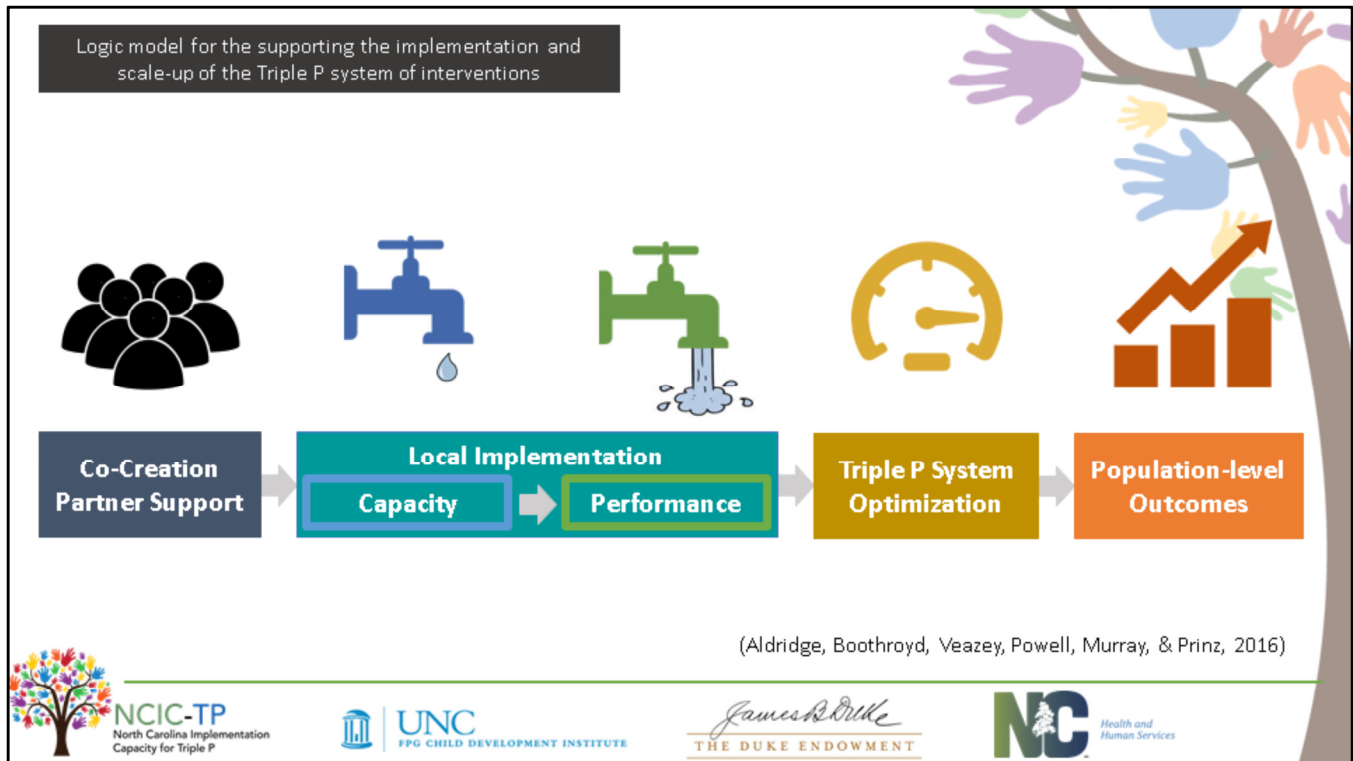 Logic model for the supporting the implementation and
scale-up of the Triple P system of interventions
Co-Creation
Partner Support
Local Implementation
Capacity
Performance
Triple P System
Optimization
Population-level
Outcomes
(Aldridge, Boothroyd, Veazey, Powell, Murray, & Prinz, 2016)
NCIC-TP
North Carolina Implementation
Capacity for Triple P
UNC
FPG CHILD DEVELOPMENT INSTITUTE
James B Duke
THE DUKE ENDOWMENT
NC
Health and
Human Services